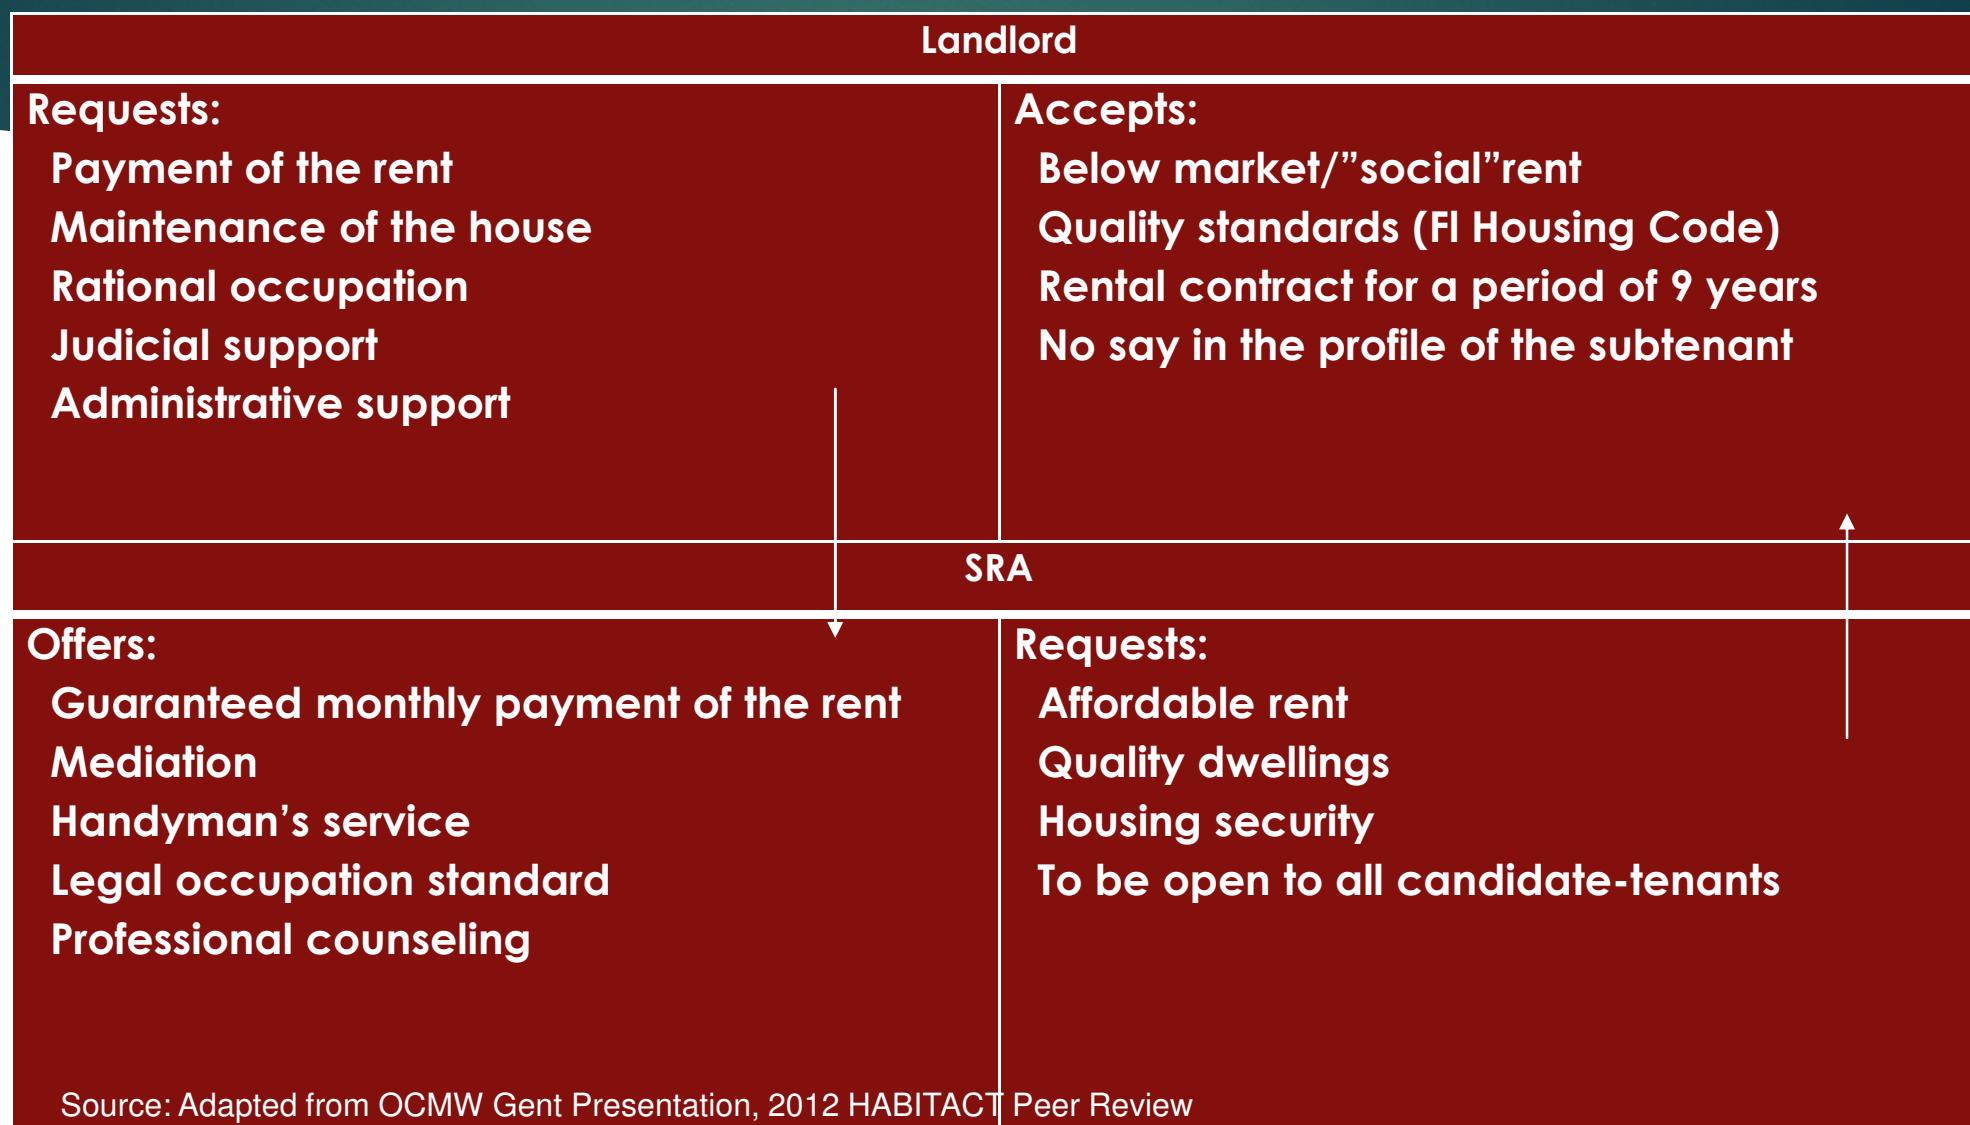 Landlord
Requests:
Payment of the rent
Maintenance of the house
Rational occupation
Judicial support
Administrative support
Accepts:
Below market/”social”rent
Quality standards (Fl Housing Code)
Rental contract for a period of 9 years
No say in the profile of the subtenant
SRA
Offers:
Guaranteed monthly payment of the rent
Mediation
Handyman’s service
Legal occupation standard
Professional counseling
Requests:
Affordable rent
Quality dwellings
Housing security
To be open to all candidate-tenants
Source: Adapted from OCMW Gent Presentation, 2012 HABITACT Peer Review